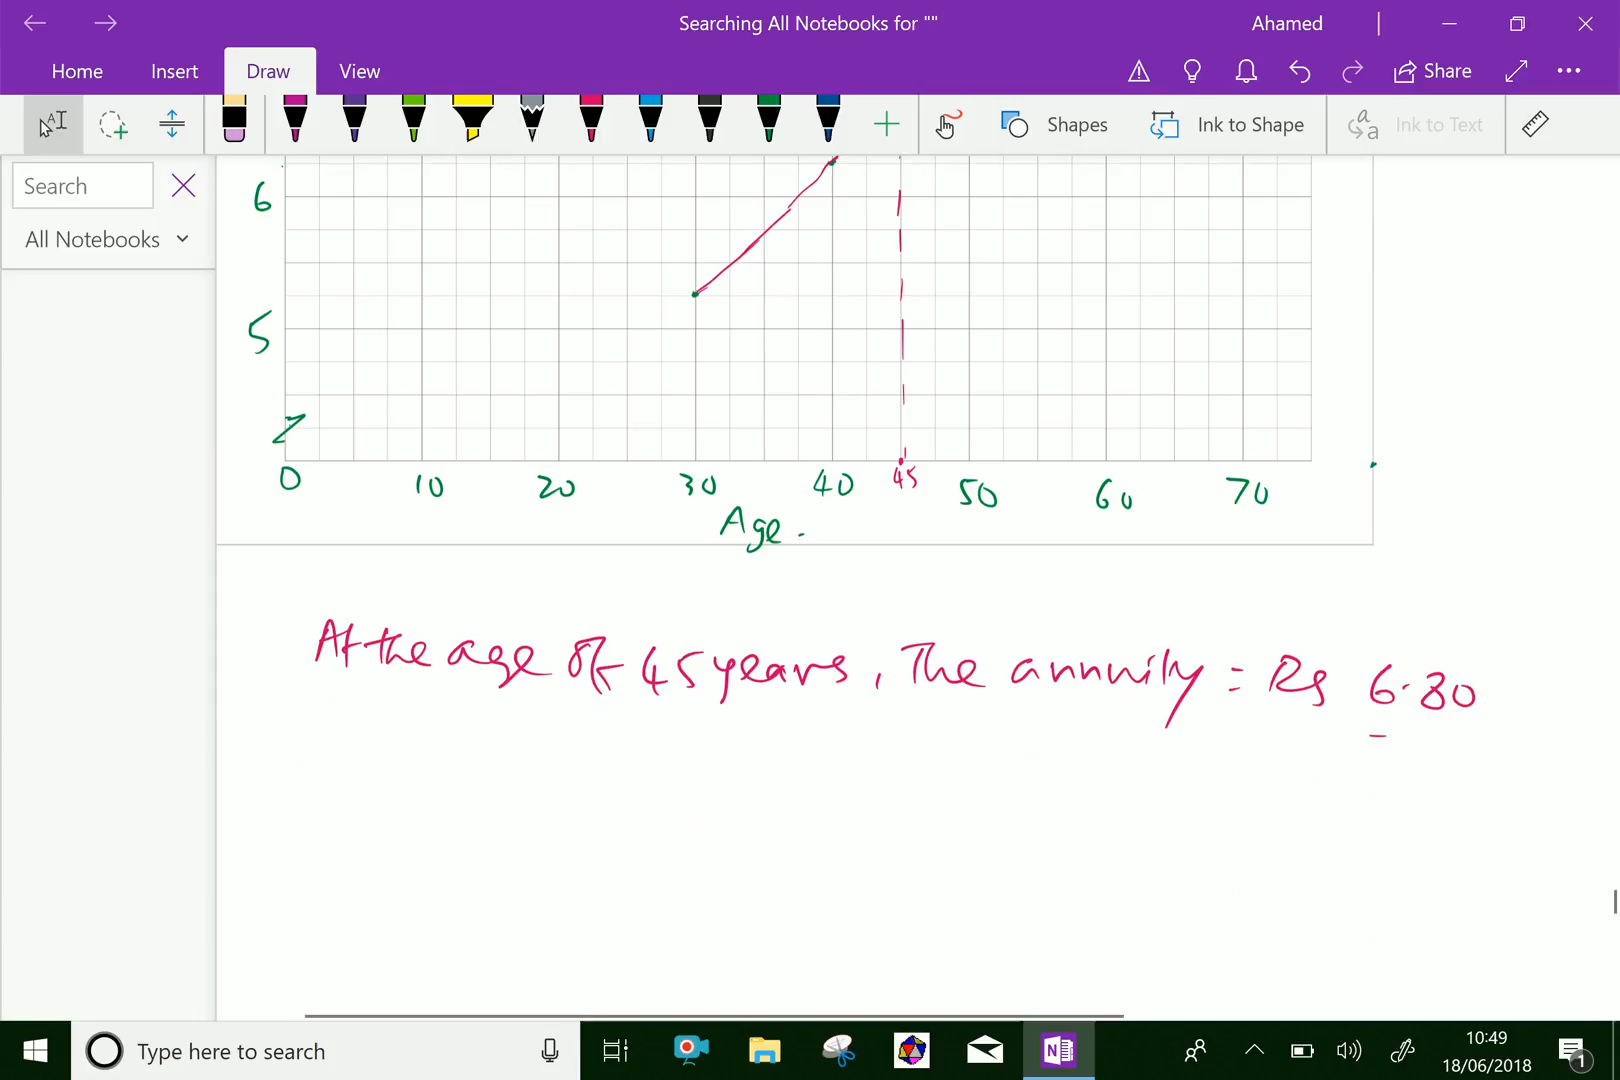 Searching All Notebooks for ""
Ahamed
Home
Insert
Draw
View
Share
Shapes
Ink to Shape
Ink to Text
Search
All Notebooks
6
5
0
10
20
30
40
45
50
60
70
Age.
At the age of 45 years, The annuity = Rs 6.80
Type here to search
10:49
18/06/2018
1